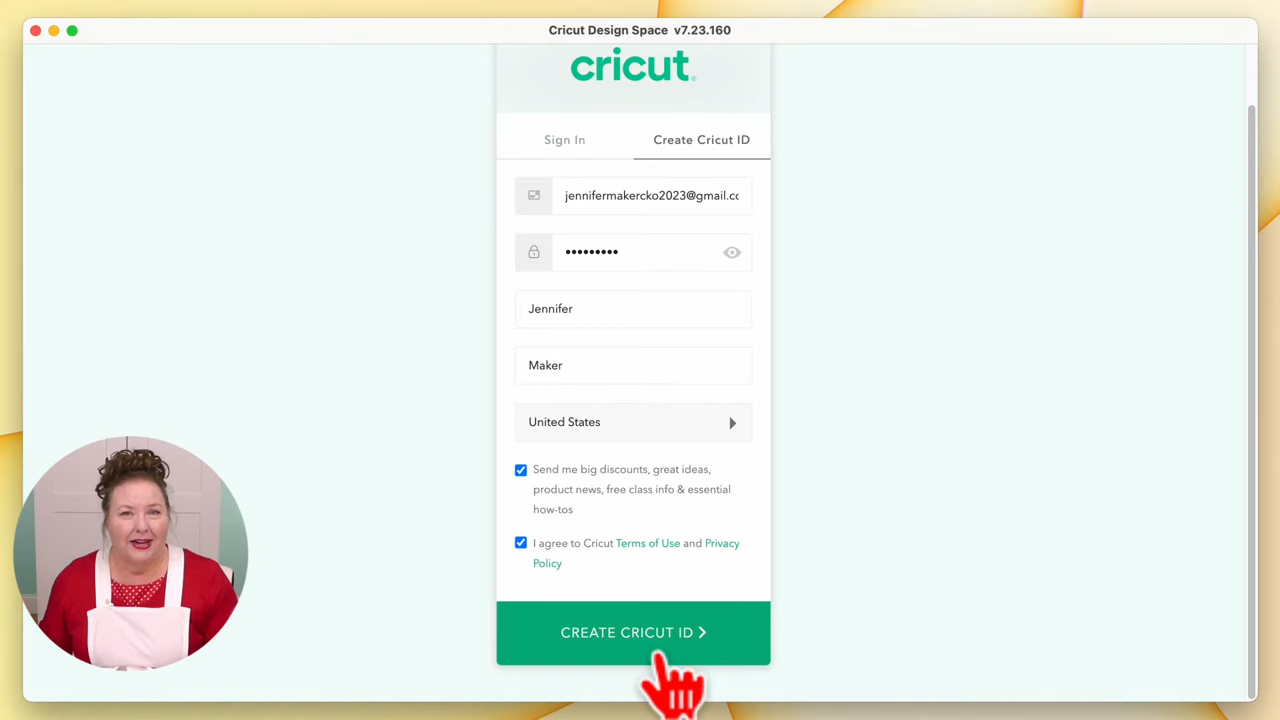 Cricut Design Space v7.23.160
cricut
Sign In
Create Cricut ID
jennifermakercko2023@gmail.cc
•••••••••
Jennifer
Maker
United States
Send me big discounts, great ideas,
product news, free class info & essential
how-tos
I agree to Cricut Terms of Use and Privacy
Policy
CREATE CRICUT ID